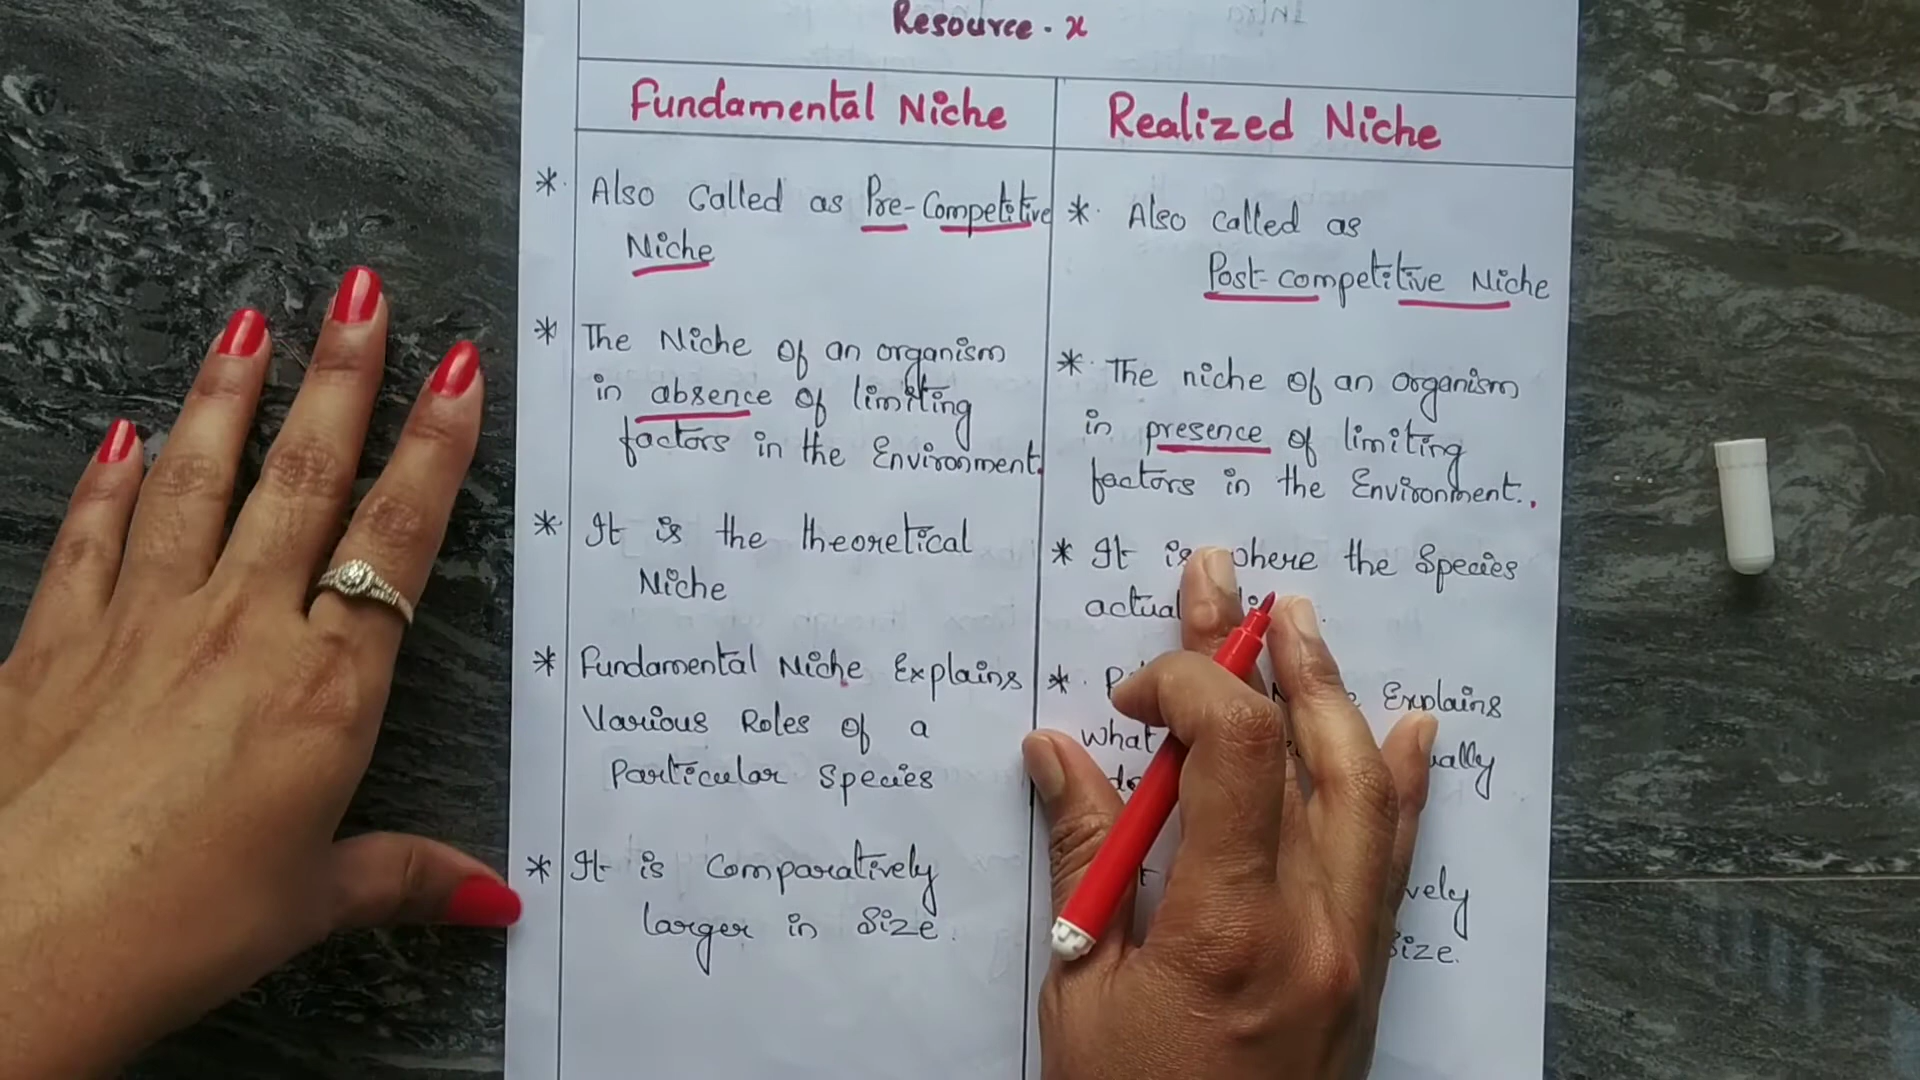 Resource - x
Fundamental Niche
Realized Niche
* Also Called as Pre-Competitive
Niche
* The Niche of an organism
in absence of limiting
factors in the Environment.
* It is the theoretical
Niche
* Fundamental Niche Explains
Various Roles of a
Particular Species
* It is Comparatively
larger in Size.
* Also called as
Post-competitive Niche
* The niche of an organism
in presence of limiting
factors in the Environment.
* It is where the Species
* Explains
what
Size.